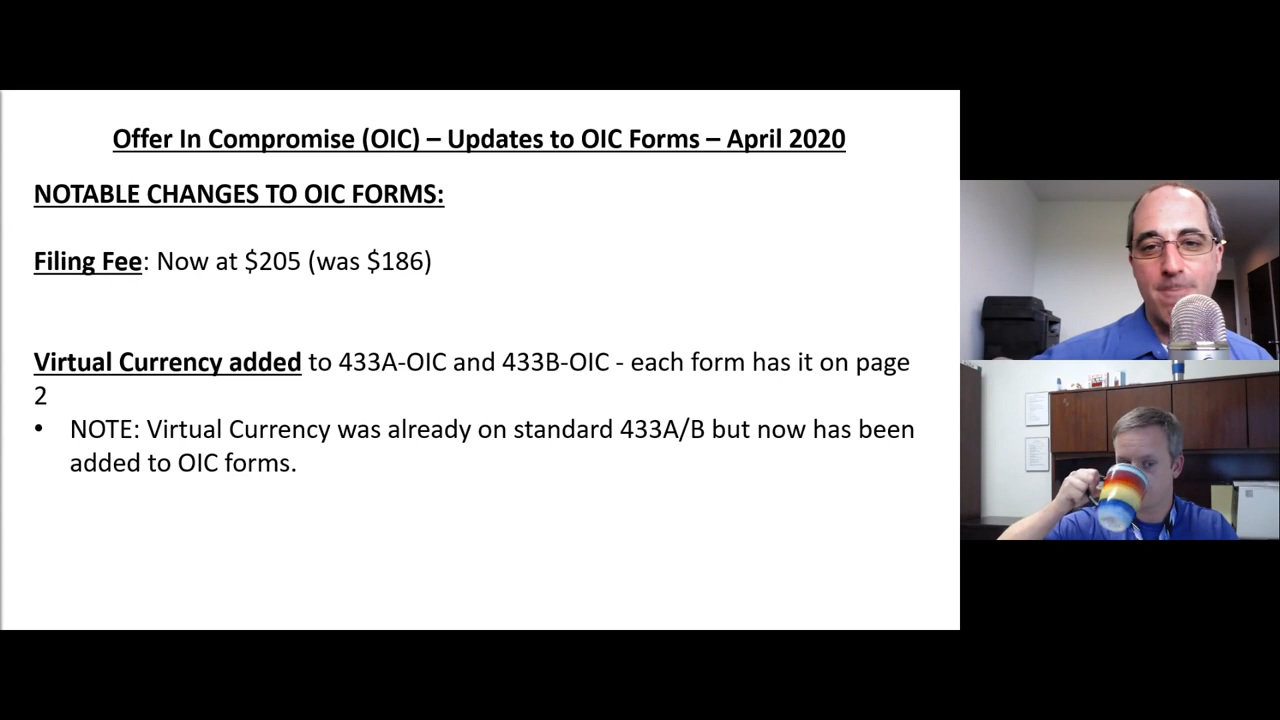 Offer In Compromise (OIC) – Updates to OIC Forms – April 2020
NOTABLE CHANGES TO OIC FORMS:
Filing Fee: Now at $205 (was $186)
Virtual Currency added to 433A-OIC and 433B-OIC - each form has it on page
2
• NOTE: Virtual Currency was already on standard 433A/B but now has been
added to OIC forms.